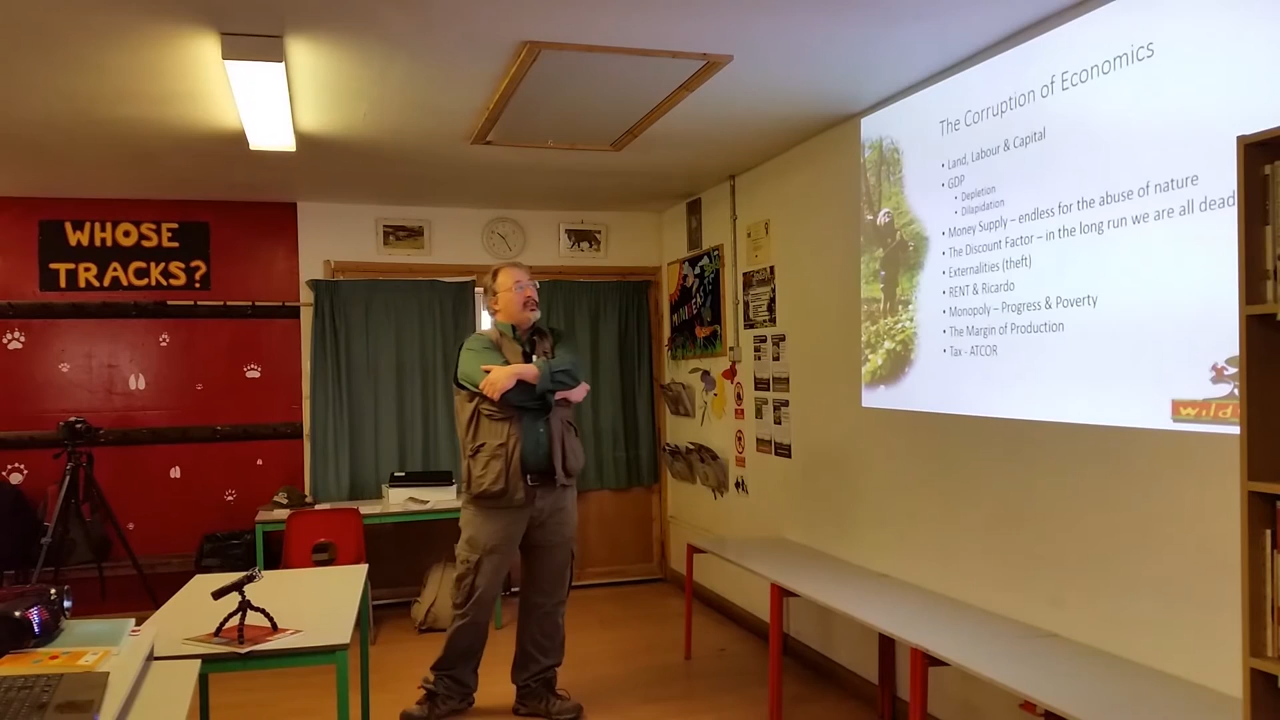 WHOSE
TRACKS?
MINIBEASTS
The Corruption of Economics
• Land, Labour & Capital
• GDP
• Depletion
• Dilapidation
• Money Supply – endless for the abuse of nature
• The Discount Factor – in the long run we are all dead
• Externalities (theft)
• RENT & Ricardo
• Monopoly – Progress & Poverty
• The Margin of Production
• Tax - ATCOR
wild